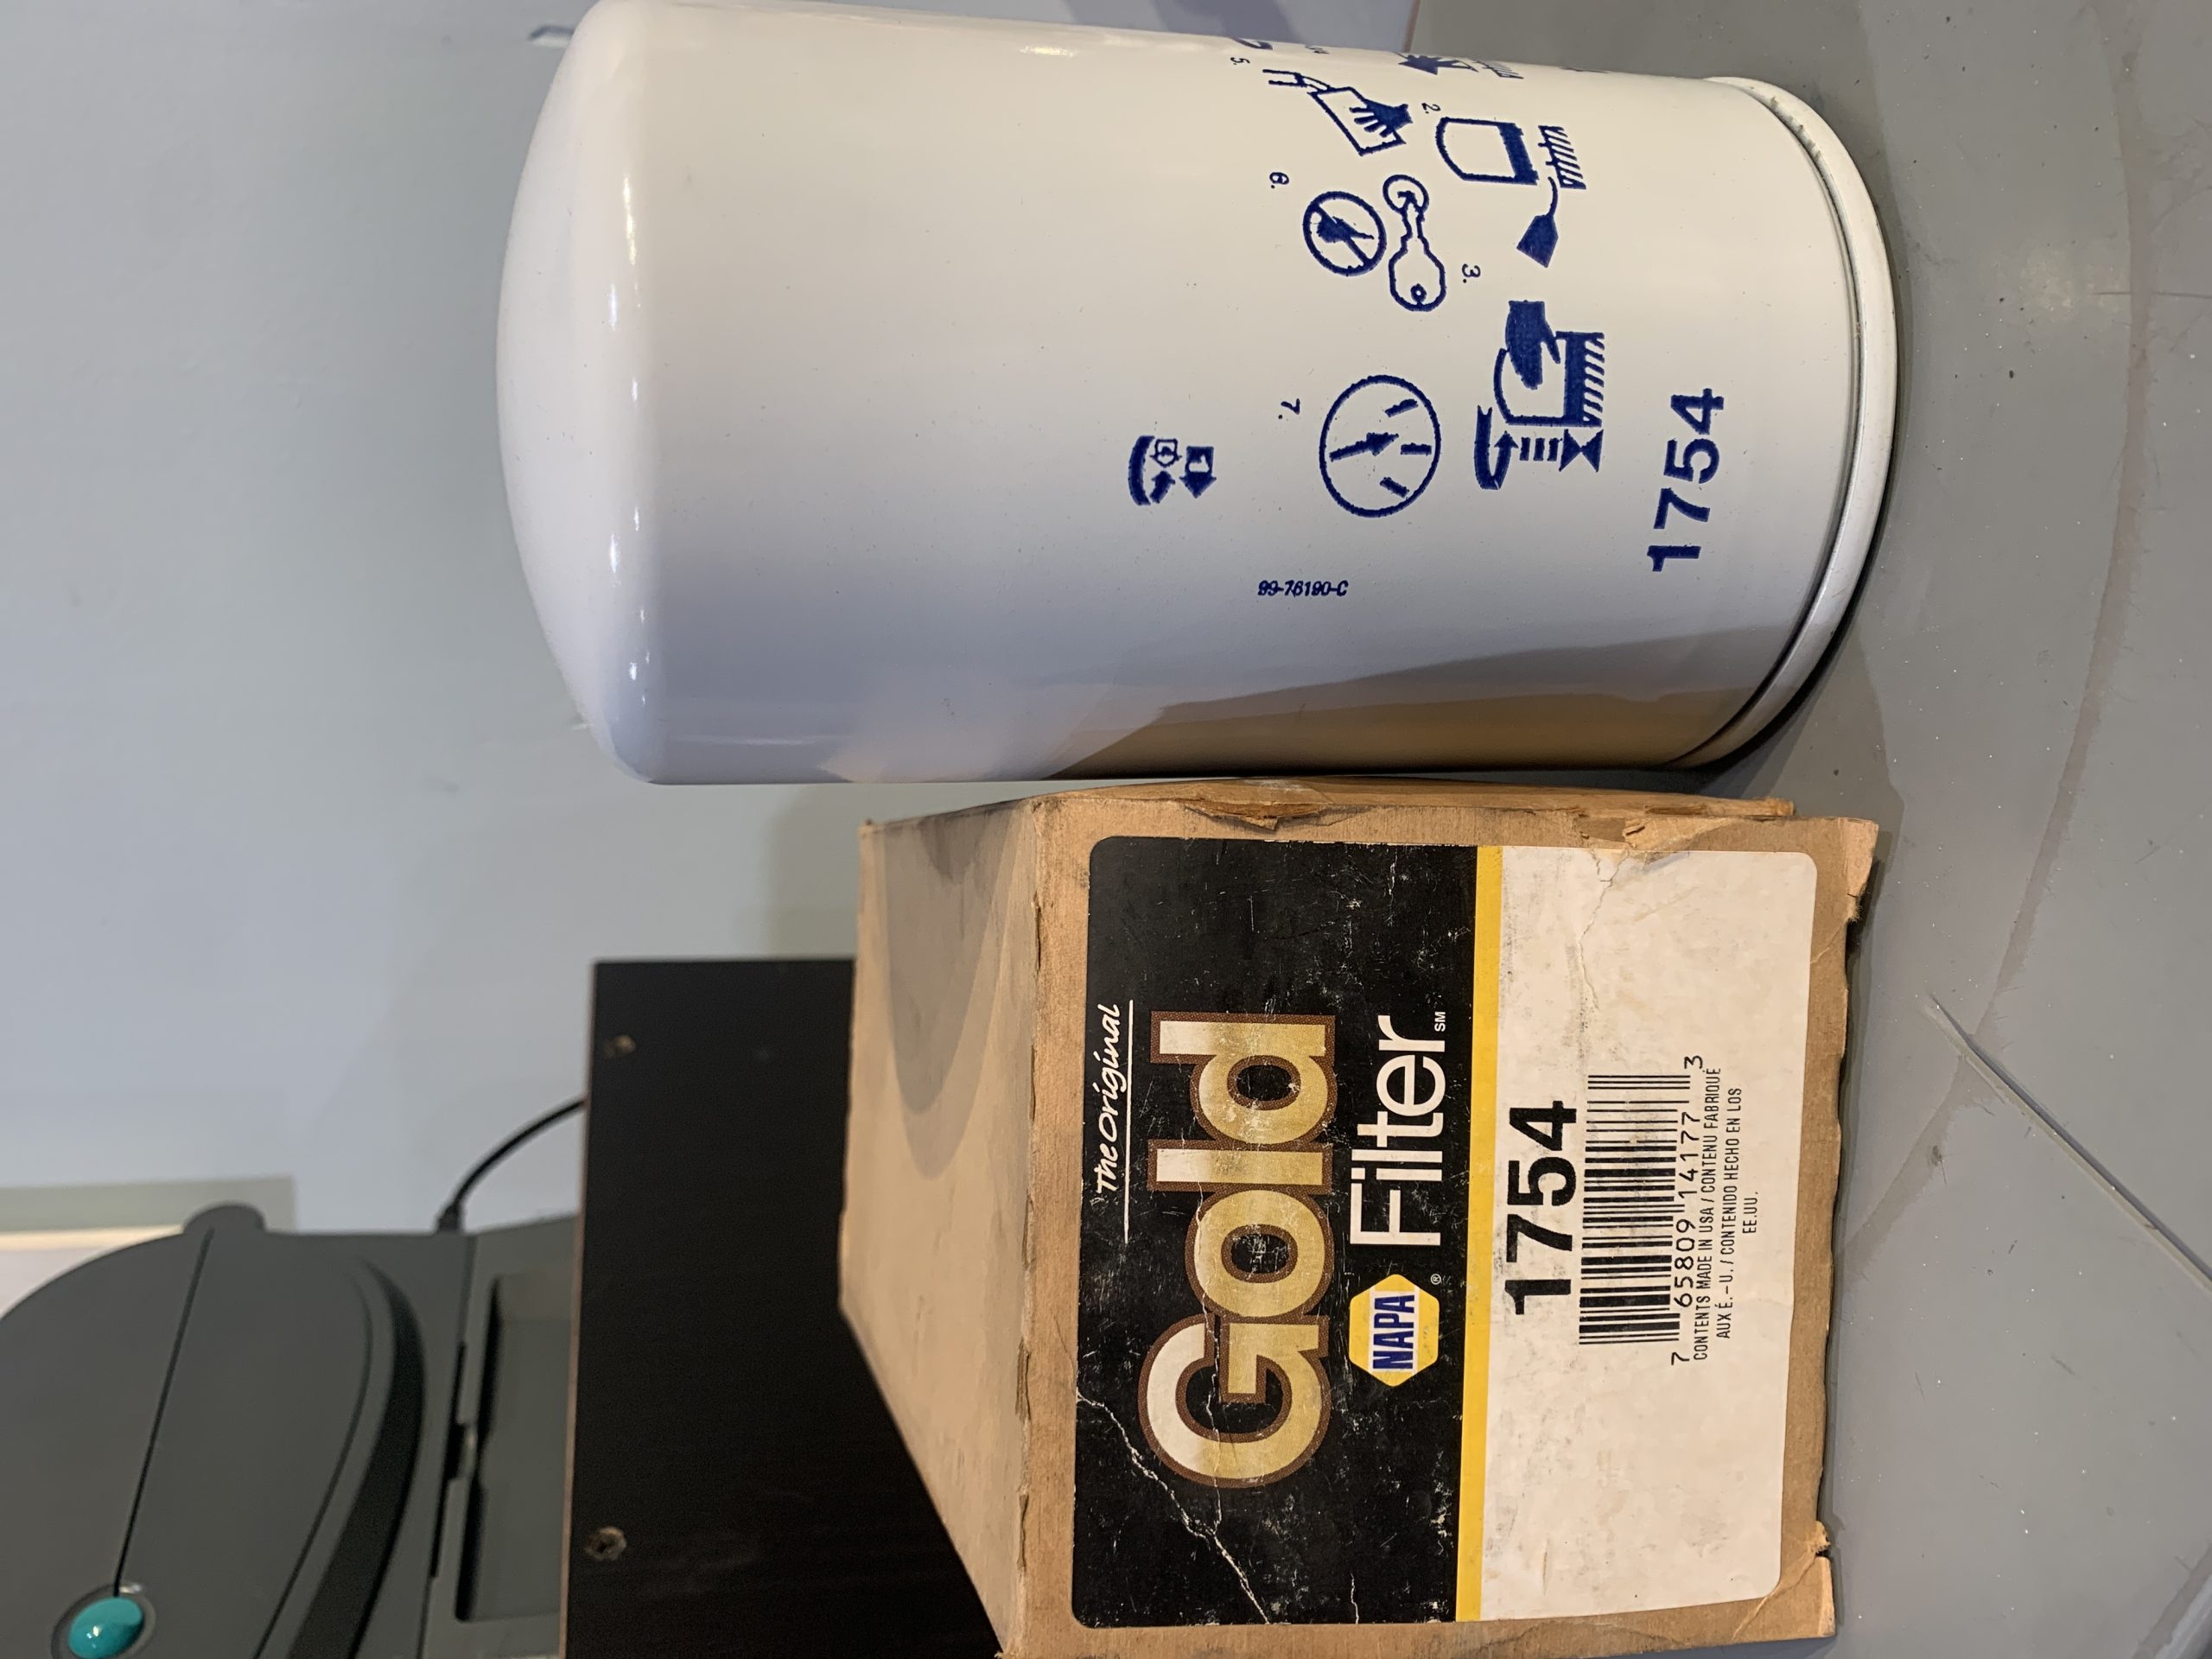 1754
2.
3.
5.
6.
7.
99-76190-C
The Original
Gold
NAPA® Filter SM
1754
7 65809 14177 3
CONTENTS MADE IN USA / CONTENU FABRIQUÉ
AUX É.-U. / CONTENIDO HECHO EN LOS
EE.UU.